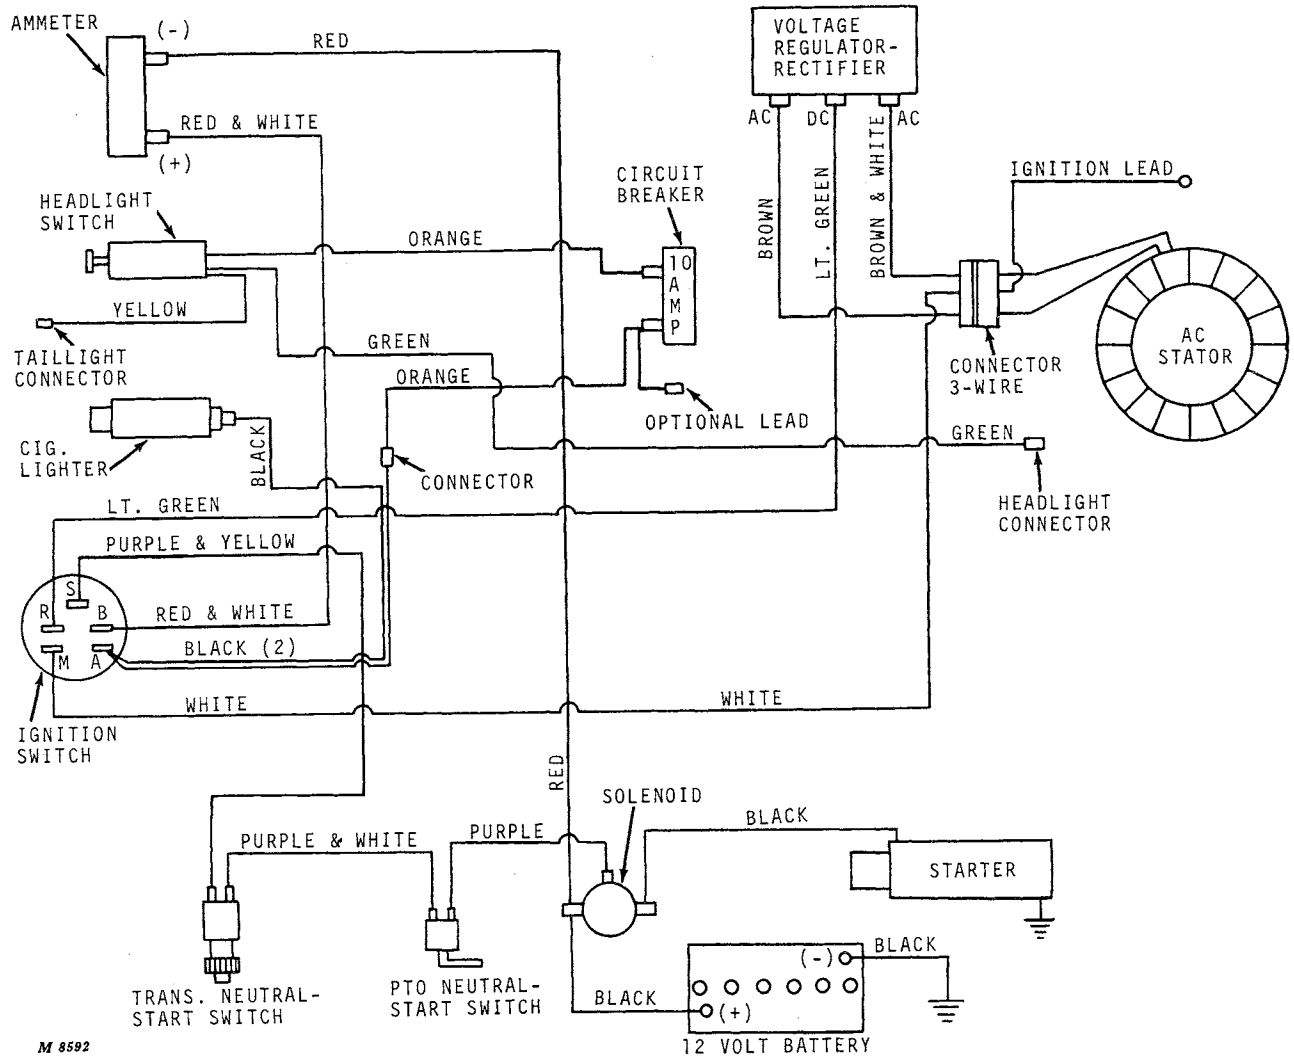 AMMETER
(-)
RED
RED & WHITE
(+)
VOLTAGE
REGULATOR-
RECTIFIER
AC
DC
AC
BROWN
LT. GREEN
BROWN & WHITE
IGNITION LEAD
CIRCUIT
BREAKER
10
A
M
P
HEADLIGHT
SWITCH
ORANGE
YELLOW
TAILLIGHT
CONNECTOR
GREEN
ORANGE
OPTIONAL LEAD
CONNECTOR
3-WIRE
AC
STATOR
CIG.
LIGHTER
BLACK
CONNECTOR
GREEN
HEADLIGHT
CONNECTOR
LT. GREEN
PURPLE & YELLOW
S
R
B
M
A
RED & WHITE
BLACK (2)
WHITE
WHITE
IGNITION
SWITCH
RED
SOLENOID
BLACK
PURPLE & WHITE
PURPLE
STARTER
TRANS. NEUTRAL-
START SWITCH
PTO NEUTRAL-
START SWITCH
BLACK
(-)
BLACK
(+)
12 VOLT BATTERY
M 8592